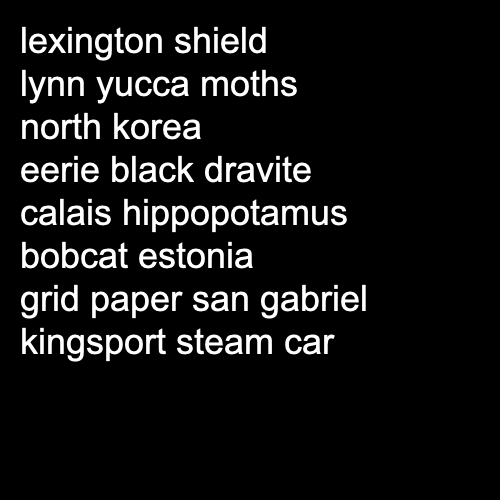 lexington shield
lynn yucca moths
north korea
eerie black dravite
calais hippopotamus
bobcat estonia
grid paper san gabriel
kingsport steam car